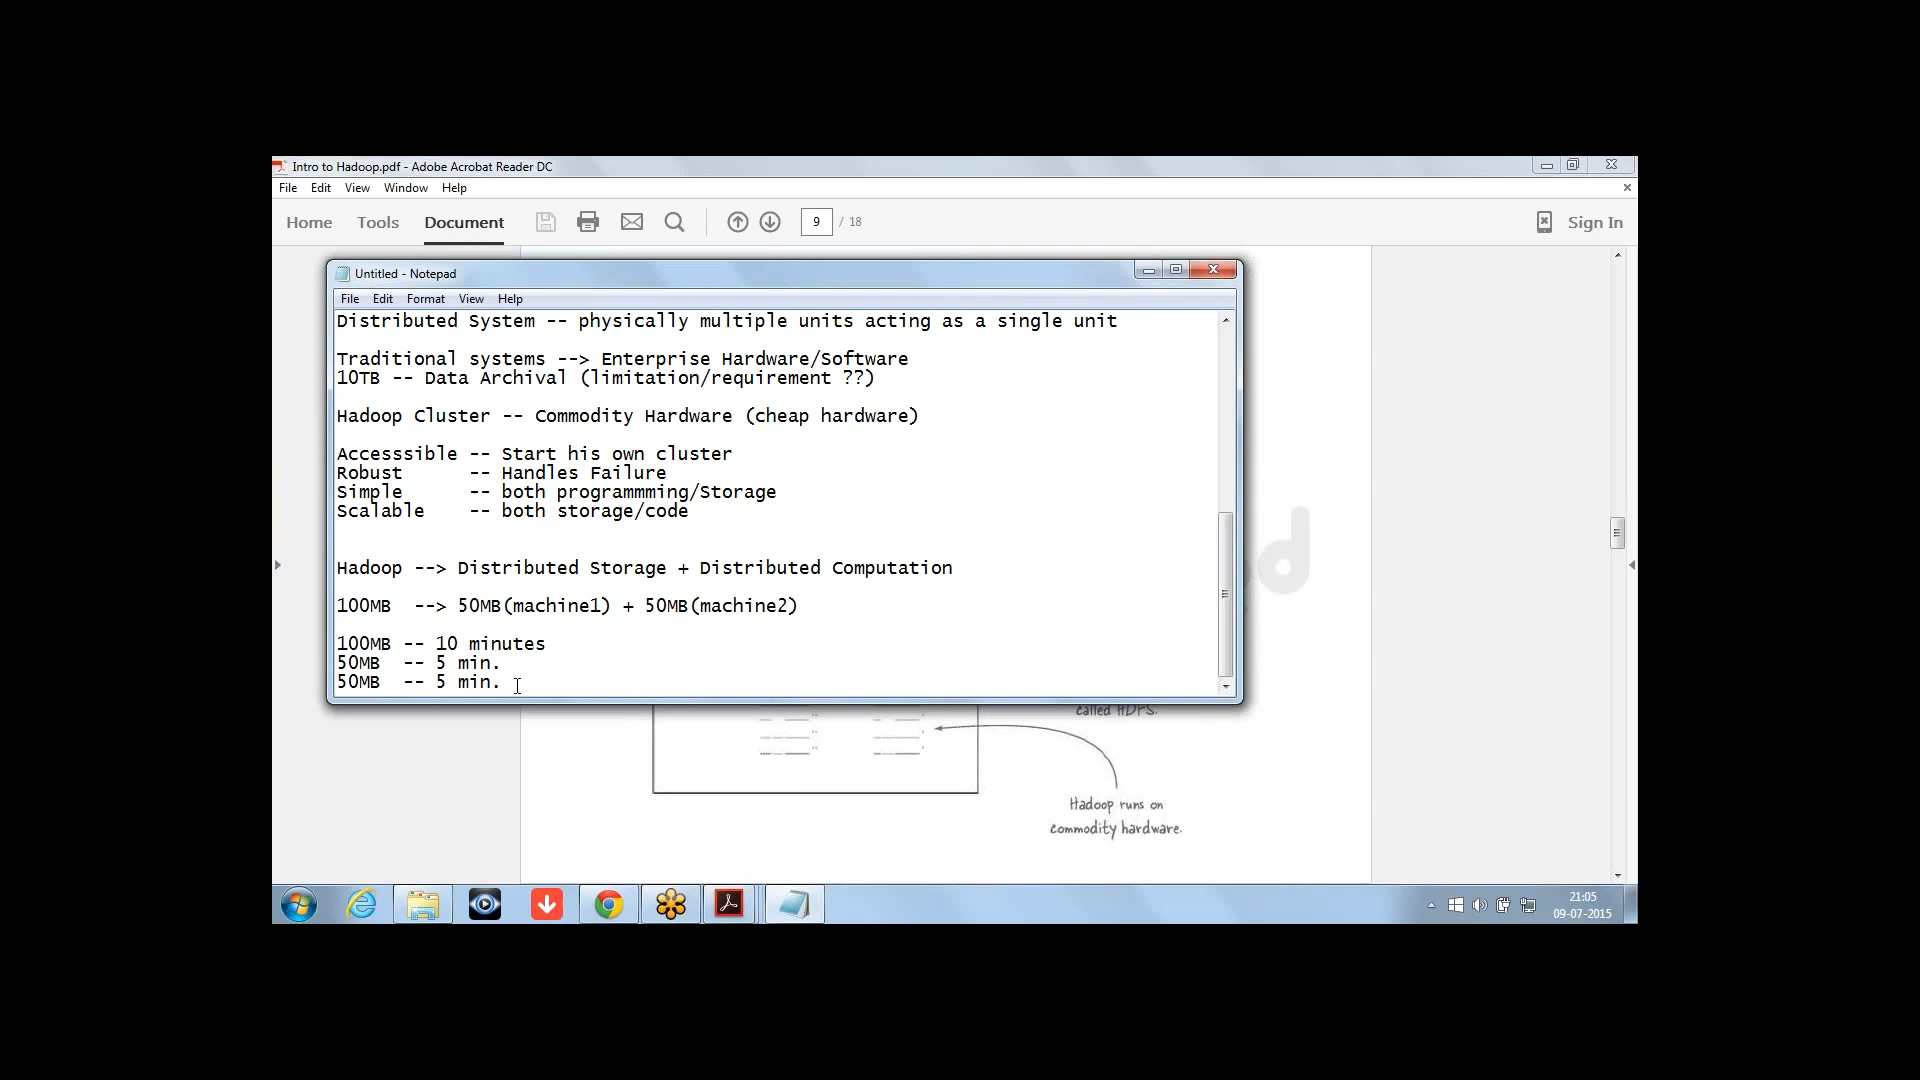 Intro to Hadoop.pdf - Adobe Acrobat Reader DC
File Edit View Window Help
Home Tools Document 9 / 18 Sign In
Untitled - Notepad
File Edit Format View Help
Distributed System -- physically multiple units acting as a single unit
Traditional systems --> Enterprise Hardware/Software
10TB -- Data Archival (limitation/requirement ??)
Hadoop Cluster -- Commodity Hardware (cheap hardware)
Accesssible -- Start his own cluster
Robust -- Handles Failure
Simple -- both programmming/Storage
Scalable -- both storage/code
Hadoop --> Distributed Storage + Distributed Computation
100MB --> 50MB(machine1) + 50MB(machine2)
100MB -- 10 minutes
50MB -- 5 min.
50MB -- 5 min.
d
called HDFS.
Hadoop runs on
commodity hardware.
21:05
09-07-2015